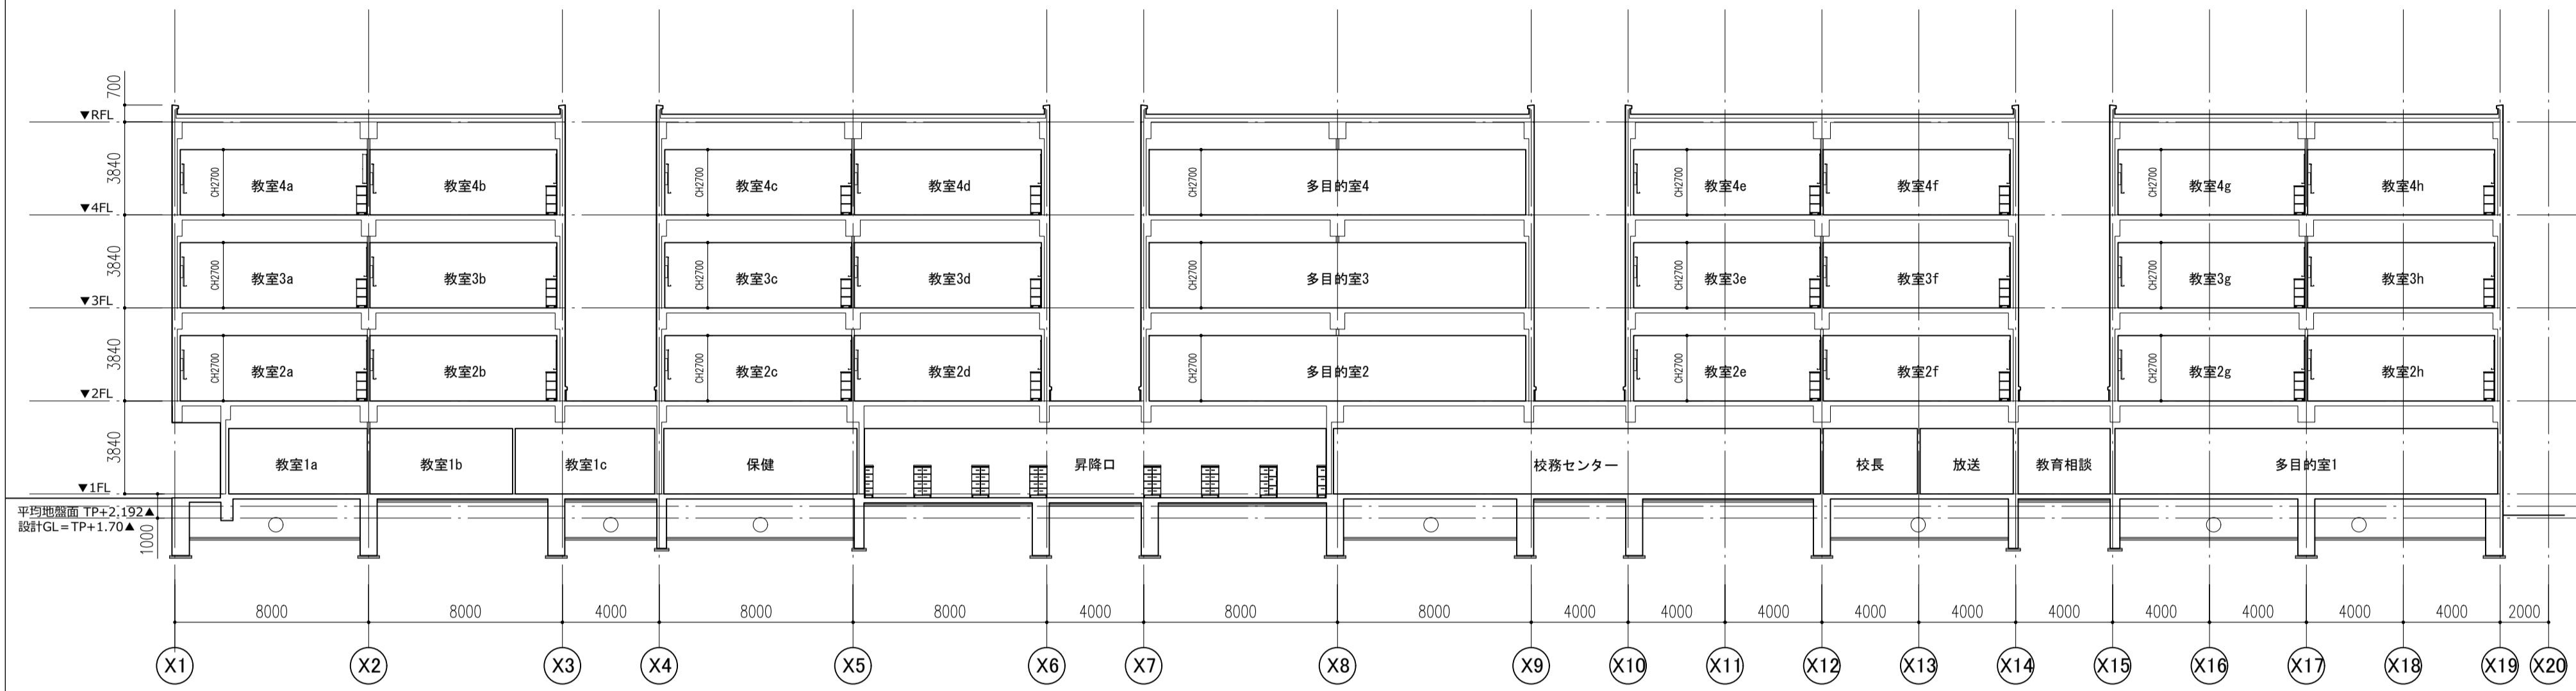 700
▼RFL
3840
CH2700
教室4a
教室4b
CH2700
教室4c
教室4d
CH2700
多目的室4
CH2700
教室4e
教室4f
CH2700
教室4g
教室4h
▼4FL
3840
CH2700
教室3a
教室3b
CH2700
教室3c
教室3d
CH2700
多目的室3
CH2700
教室3e
教室3f
CH2700
教室3g
教室3h
▼3FL
3840
CH2700
教室2a
教室2b
CH2700
教室2c
教室2d
CH2700
多目的室2
CH2700
教室2e
教室2f
CH2700
教室2g
教室2h
▼2FL
3840
教室1a
教室1b
教室1c
保健
昇降口
校務センター
校長
放送
教育相談
多目的室1
▼1FL
平均地盤面 TP+2.192▲
設計GL=TP+1.70▲
1000
8000
8000
4000
8000
8000
4000
8000
8000
4000
4000
4000
4000
4000
4000
4000
4000
4000
4000
2000
X1
X2
X3
X4
X5
X6
X7
X8
X9
X10
X11
X12
X13
X14
X15
X16
X17
X18
X19
X20